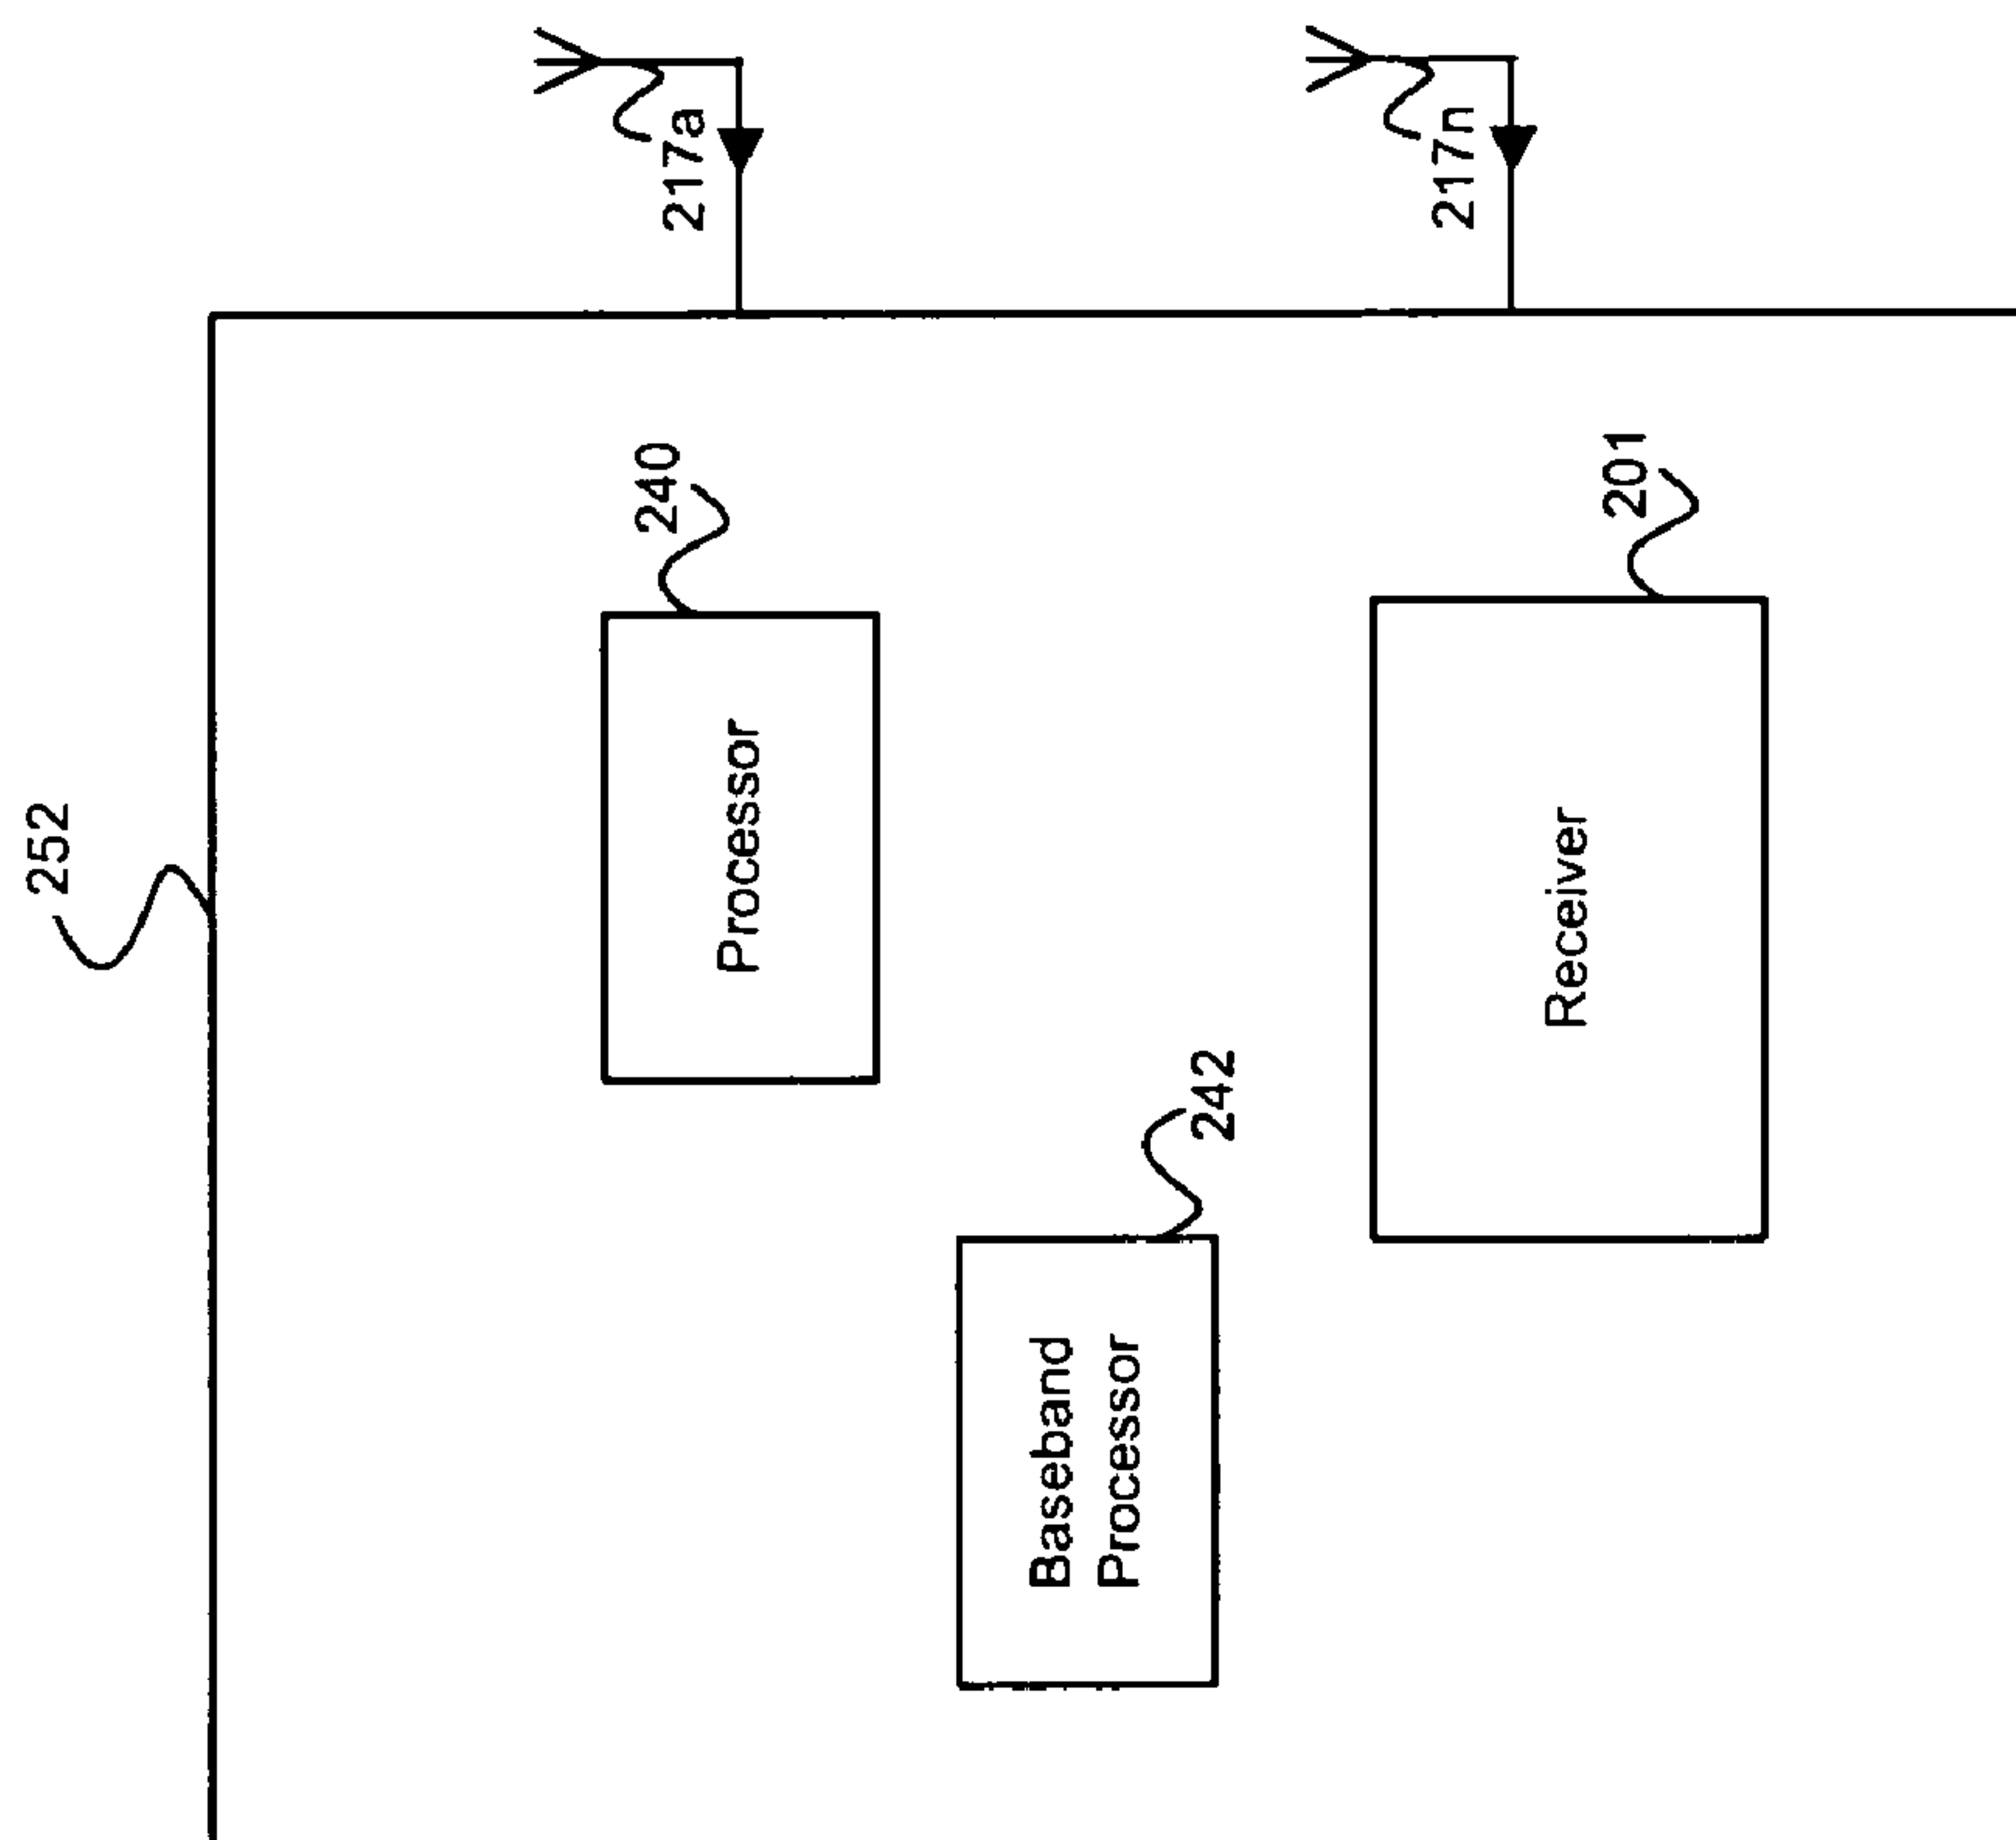 252
217a
217n
240
201
Processor
Receiver
242
Baseband
Processor